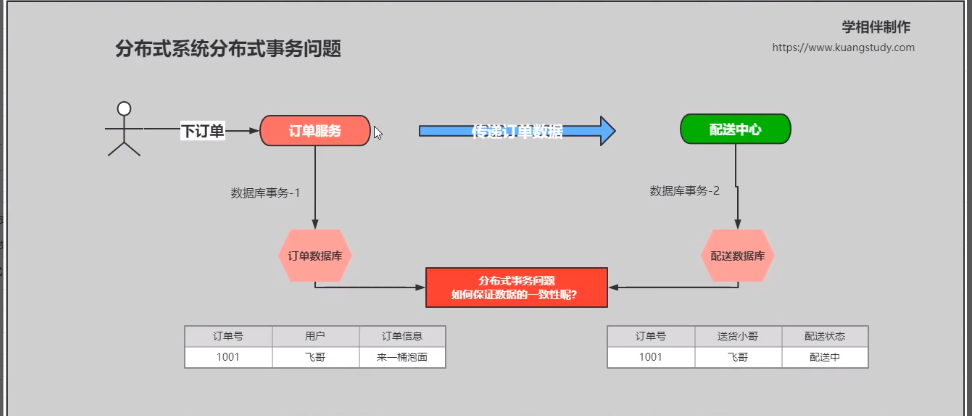 学相伴制作
分布式系统分布式事务问题
https://www.kuangstudy.com
下订单
订单服务
传递订单数据
配送中心
数据库事务-1
数据库事务-2
订单数据库
配送数据库
分布式事务问题
如何保证数据的一致性呢?
订单号 用户 订单信息
1001 飞哥 来一桶泡面
订单号 送货小哥 配送状态
1001 飞哥 配送中